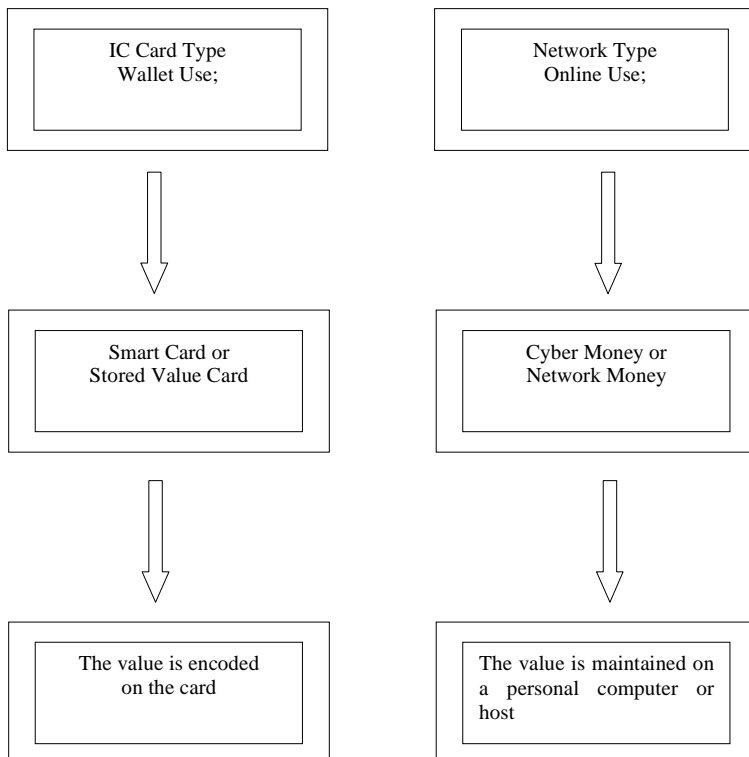 IC Card Type
Wallet Use;
Network Type
Online Use;
Smart Card or
Stored Value Card
Cyber Money or
Network Money
The value is encoded
on the card
The value is maintained on
a personal computer or
host